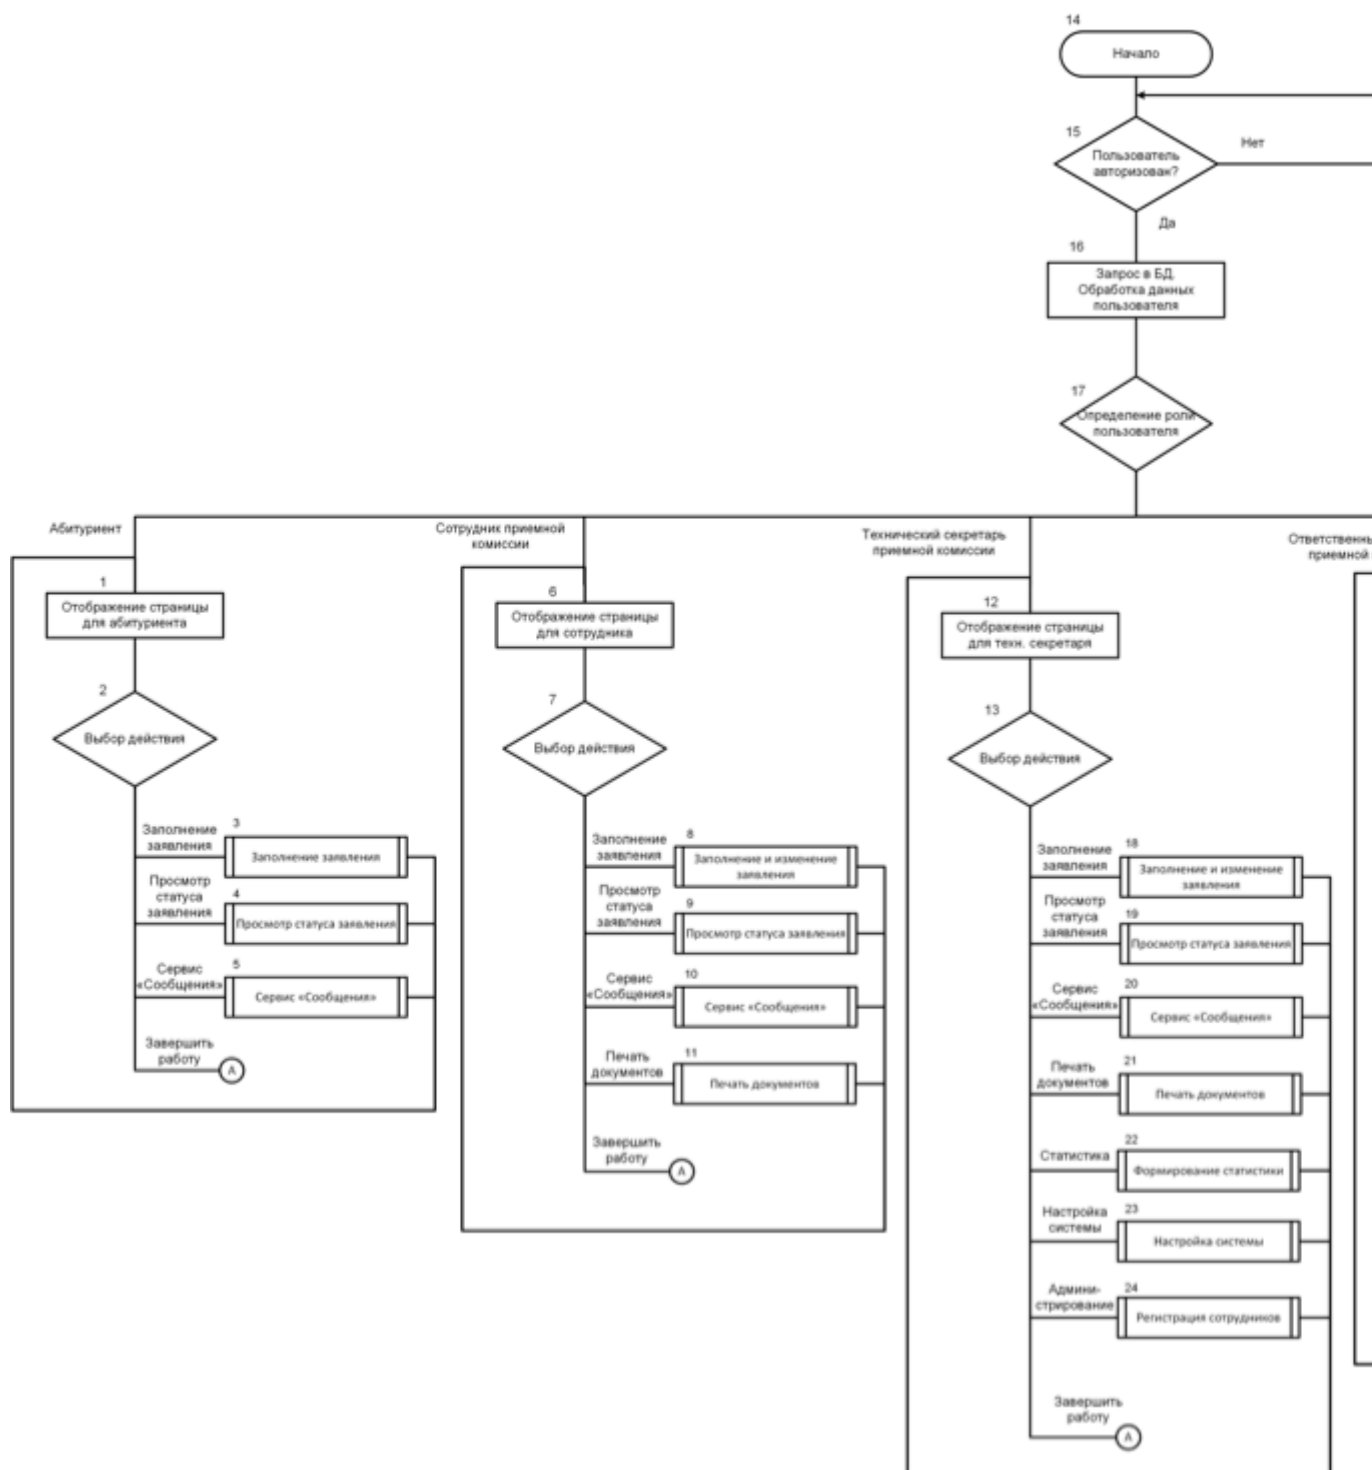 14
Начало
15
Пользователь
авторизован?
Нет
Да
16
Запрос в БД.
Обработка данных
пользователя
17
Определение роли
пользователя
Абитуриент
1
Отображение страницы
для абитуриента
2
Выбор действия
Заполнение
заявления
3
Заполнение заявления
Просмотр
статуса
заявления
4
Просмотр статуса заявления
Сервис
«Сообщения»
5
Сервис «Сообщения»
Завершить
работу
А
Сотрудник приемной
комиссии
6
Отображение страницы
для сотрудника
7
Выбор действия
Заполнение
заявления
8
Заполнение и изменение
заявления
Просмотр
статуса
заявления
9
Просмотр статуса заявления
Сервис
«Сообщения»
10
Сервис «Сообщения»
Печать
документов
11
Печать документов
Завершить
работу
А
Технический секретарь
приемной комиссии
12
Отображение страницы
для техн. секретаря
13
Выбор действия
Заполнение
заявления
18
Заполнение и изменение
заявления
Просмотр
статуса
заявления
19
Просмотр статуса заявления
Сервис
«Сообщения»
20
Сервис «Сообщения»
Печать
документов
21
Печать документов
Статистика
22
Формирование статистики
Настройка
системы
23
Настройка системы
Админи-
стрирование
24
Регистрация сотрудников
Завершить
работу
А
Ответственнь
приемной